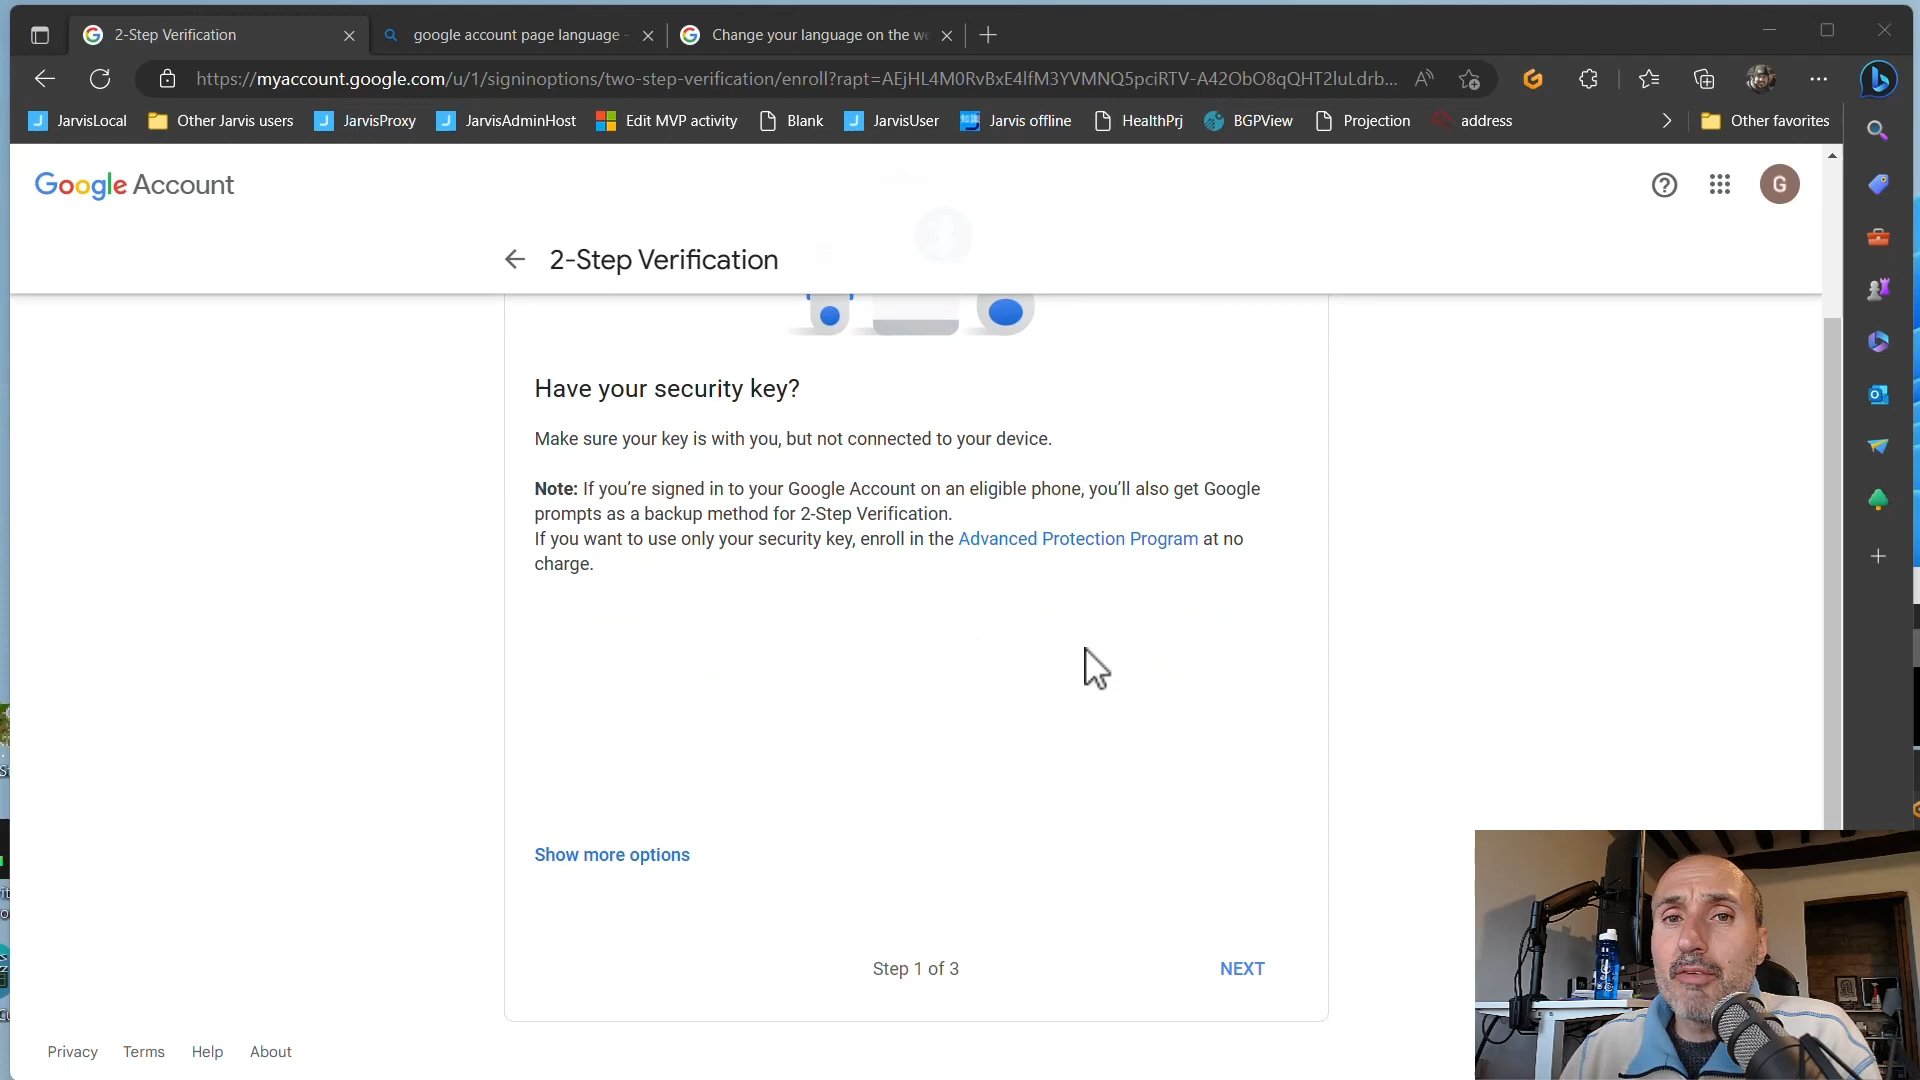 2-Step Verification
google account page language -
Change your language on the we
https://myaccount.google.com/u/1/signinoptions/two-step-verification/enroll?rapt=AEjHL4M0RvBxE4lfM3YVMNQ5pciRTV-A42ObO8qQHT2luLdrb...
JarvisLocal
Other Jarvis users
JarvisProxy
JarvisAdminHost
Edit MVP activity
Blank
JarvisUser
Jarvis offline
HealthPrj
BGPView
Projection
address
Other favorites
Google Account
G
2-Step Verification
Have your security key?
Make sure your key is with you, but not connected to your device.
Note: If you’re signed in to your Google Account on an eligible phone, you’ll also get Google
prompts as a backup method for 2-Step Verification.
If you want to use only your security key, enroll in the Advanced Protection Program at no
charge.
Show more options
Step 1 of 3
NEXT
Privacy
Terms
Help
About